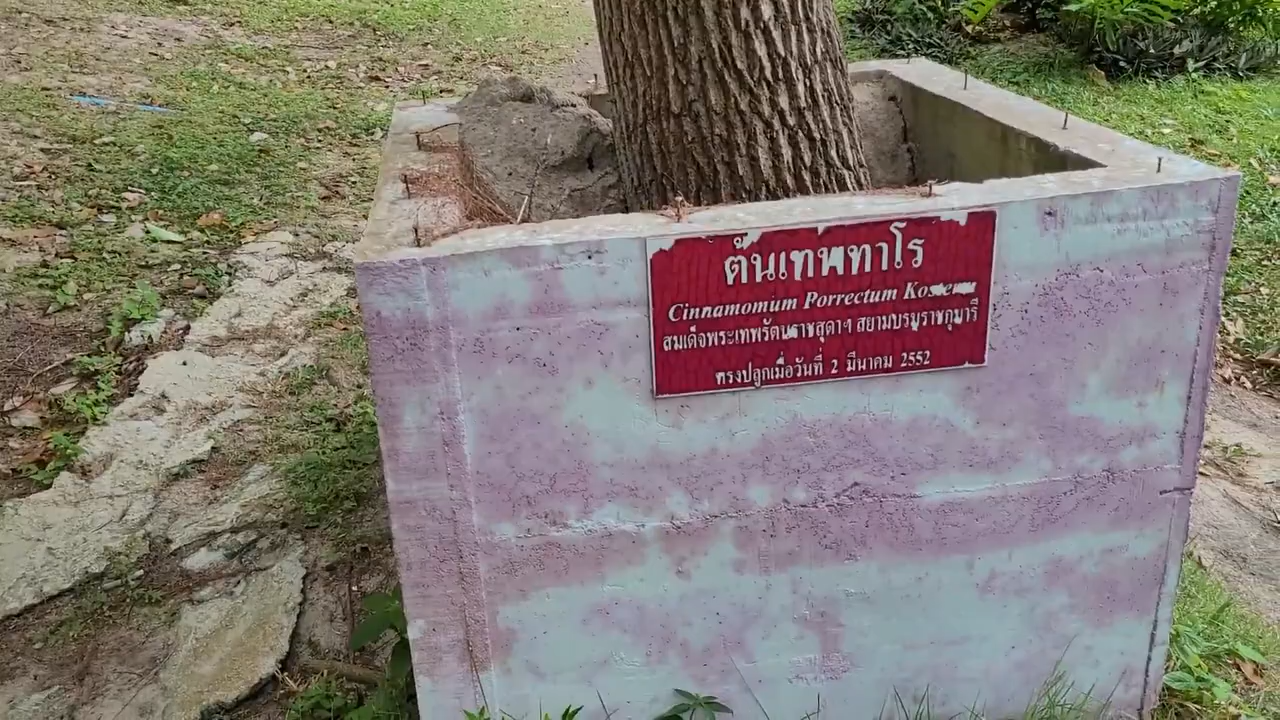 ต้นเทพทาโร
Cinnamomum Porrectum
สมเด็จพระเทพรัตนราชสุดาฯ สยามบรมราชกุมารี
ทรงปลูกเมื่อวันที่ 2 มีนาคม 2552